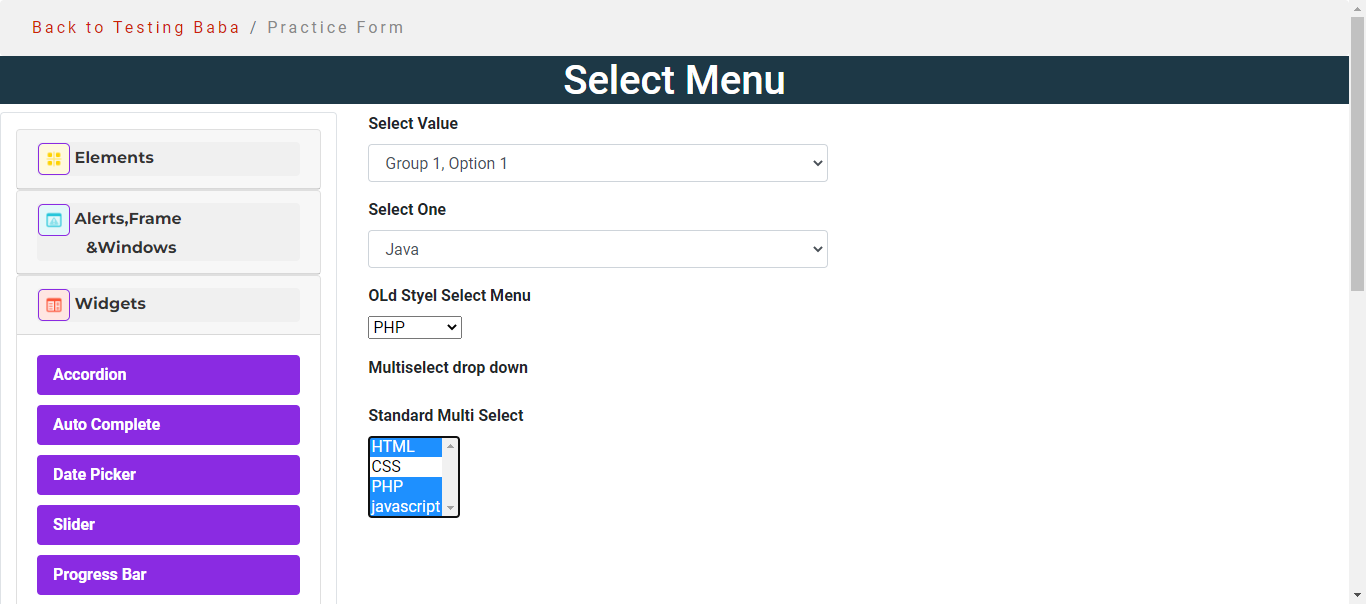 Back to Testing Baba / Practice Form
Select Menu
Elements
Alerts,Frame
&Windows
Widgets
Accordion
Auto Complete
Date Picker
Slider
Progress Bar
Select Value
Group 1, Option 1
Select One
Java
OLd Styel Select Menu
PHP
Multiselect drop down
Standard Multi Select
HTML
CSS
PHP
javascript